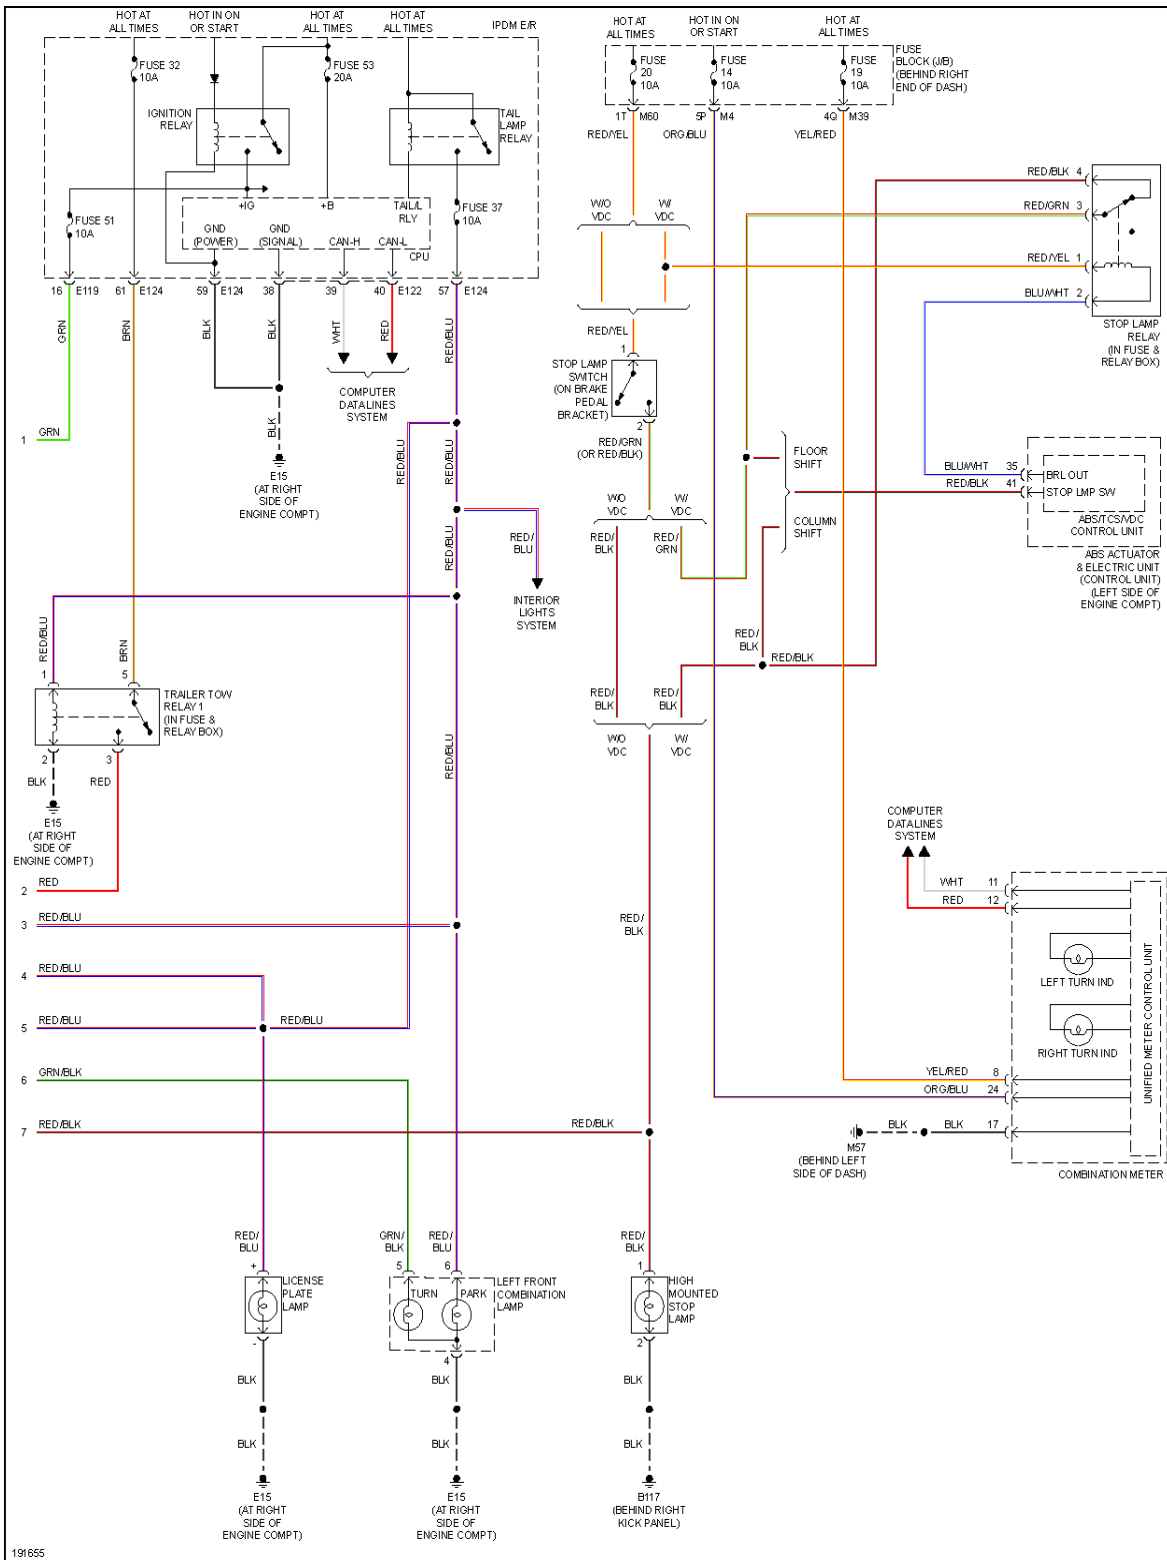 HOT AT
ALL TIMES
HOT IN ON
OR START
HOT AT
ALL TIMES
HOT AT
ALL TIMES
IPDM E/R
FUSE 32
10A
FUSE 53
20A
IGNITION
RELAY
TAIL
LAMP
RELAY
FUSE 51
10A
+IG
+B
TAIL/L
RLY
FUSE 37
10A
GND
(POWER)
GND
(SIGNAL)
CAN-H
CAN-L
CPU
16
E119
61
E124
59
E124
38
39
40
E122
57
E124
GRN
BRN
BLK
BLK
WHT
RED
RED/BLU
COMPUTER
DATALINES
SYSTEM
BLK
E15
(AT RIGHT
SIDE OF
ENGINE COMPT)
RED/BLU
RED/BLU
RED/BLU
RED/
BLU
INTERIOR
LIGHTS
SYSTEM
1
GRN
RED/BLU
BRN
1
5
TRAILER TOW
RELAY 1
(IN FUSE &
RELAY BOX)
2
3
BLK
RED
E15
(AT RIGHT
SIDE OF
ENGINE COMPT)
RED/BLU
2
RED
3
RED/BLU
4
RED/BLU
5
RED/BLU
RED/BLU
6
GRN/BLK
7
RED/BLK
RED/BLK
HOT AT
ALL TIMES
HOT IN ON
OR START
HOT AT
ALL TIMES
FUSE
20
10A
FUSE
14
10A
FUSE
19
10A
FUSE
BLOCK (J/B)
(BEHIND RIGHT
END OF DASH)
1T
M60
5P
M4
4Q
M39
RED/YEL
ORG/BLU
YEL/RED
W/O
VDC
W/
VDC
RED/YEL
1
STOP LAMP
SWITCH
(ON BRAKE
PEDAL
BRACKET)
2
RED/GRN
(OR RED/BLK)
W/O
VDC
W/
VDC
RED/
BLK
RED/
GRN
FLOOR
SHIFT
COLUMN
SHIFT
RED/
BLK
RED/BLK
RED/
BLK
RED/
BLK
W/O
VDC
W/
VDC
RED/
BLK
RED/BLK 4
RED/GRN 3
RED/YEL 1
BLU/WHT 2
STOP LAMP
RELAY
(IN FUSE &
RELAY BOX)
BLU/WHT 35
RED/BLK 41
BRL OUT
STOP LMP SW
ABS/TCS/VDC
CONTROL UNIT
ABS ACTUATOR
& ELECTRIC UNIT
(CONTROL UNIT)
(LEFT SIDE OF
ENGINE COMPT)
COMPUTER
DATALINES
SYSTEM
WHT 11
RED 12
LEFT TURN IND
RIGHT TURN IND
UNIFIED METER CONTROL UNIT
YEL/RED 8
ORG/BLU 24
BLK
BLK 17
M57
(BEHIND LEFT
SIDE OF DASH)
COMBINATION METER
RED/
BLU
+
LICENSE
PLATE
LAMP
-
BLK
BLK
E15
(AT RIGHT
SIDE OF
ENGINE COMPT)
GRN/
BLK
RED/
BLU
5
6
TURN
PARK
LEFT FRONT
COMBINATION
LAMP
4
BLK
BLK
E15
(AT RIGHT
SIDE OF
ENGINE COMPT)
RED/
BLK
1
HIGH
MOUNTED
STOP
LAMP
2
BLK
BLK
B117
(BEHIND RIGHT
KICK PANEL)
191655